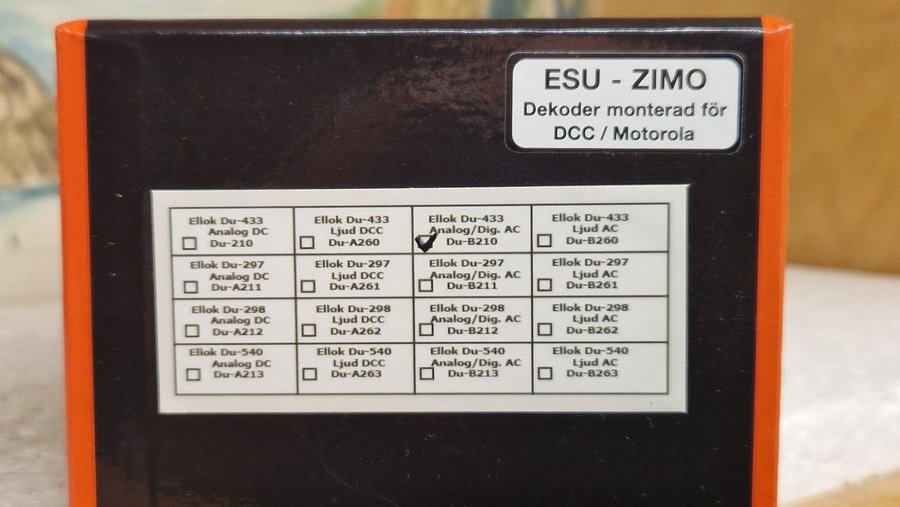 ESU - ZIMO
Dekoder monterad för
DCC / Motorola
Ellok Du-433
Analog DC
Du-210
Ellok Du-433
Ljud DCC
Du-A260
Ellok Du-433
Analog/Dig. AC
Du-B210
Ellok Du-433
Ljud AC
Du-B260
Ellok Du-297
Analog DC
Du-A211
Ellok Du-297
Ljud DCC
Du-A261
Ellok Du-297
Analog/Dig. AC
Du-B211
Ellok Du-297
Ljud AC
Du-B261
Ellok Du-298
Analog DC
Du-A212
Ellok Du-298
Ljud DCC
Du-A262
Ellok Du-298
Analog/Dig. AC
Du-B212
Ellok Du-298
Ljud AC
Du-B262
Ellok Du-540
Analog DC
Du-A213
Ellok Du-540
Ljud DCC
Du-A263
Ellok Du-540
Analog/Dig. AC
Du-B213
Ellok Du-540
Ljud AC
Du-B263